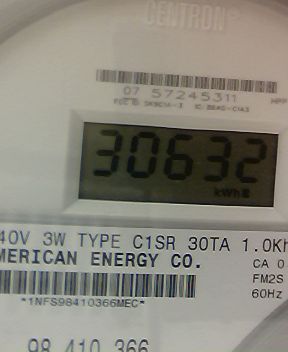 CENTRON®
07 57245311
30632
kWh
40V 3W TYPE C1SR 30TA 1.0Kh
MERICAN ENERGY CO.
CA 0
FM2S
60Hz
*1NFS98410366MEC*
98 410 366